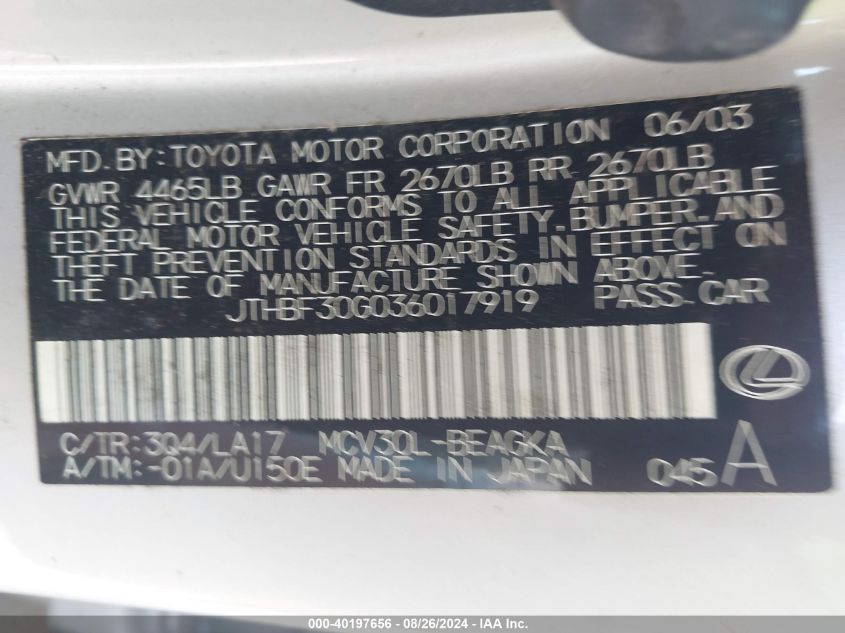 MFD. BY: TOYOTA MOTOR CORPORATION 06/03
GVWR 4465LB GAWR FR 2670LB RR 2670LB
THIS VEHICLE CONFORMS TO ALL APPLICABLE
FEDERAL MOTOR VEHICLE SAFETY, BUMPER, AND
THEFT PREVENTION STANDARDS IN EFFECT ON
THE DATE OF MANUFACTURE SHOWN ABOVE.
JTHBF30G036017919 PASS. CAR
C/TR:3Q4/LA17 MCV30L-BEAGKA
A/TM:-01A/U150E MADE IN JAPAN 045 A
000-40197656 - 08/26/2024 - IAA Inc.